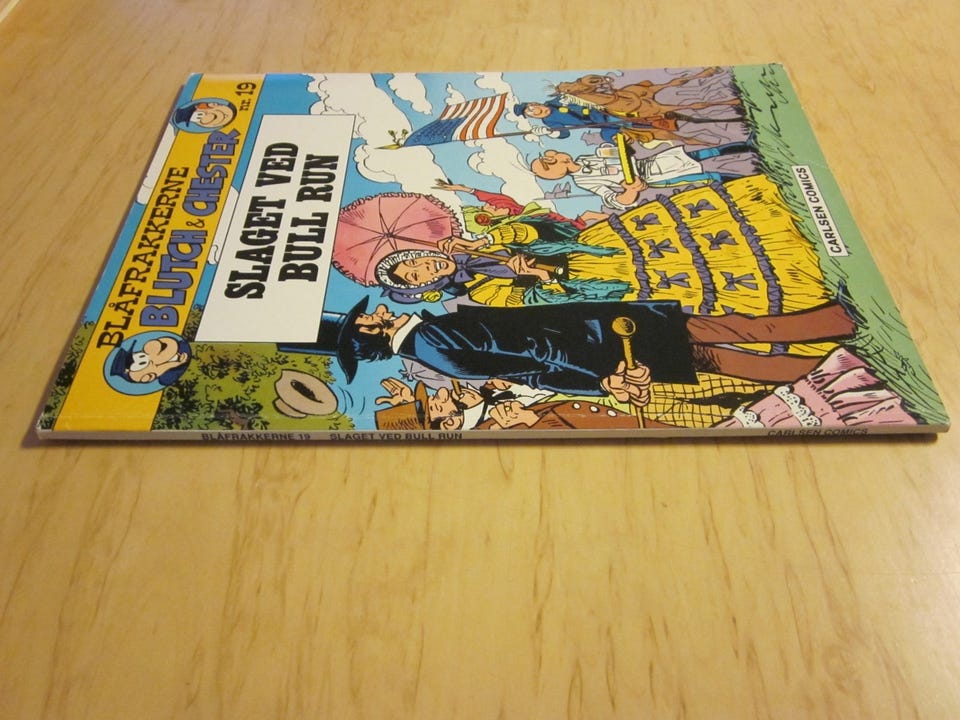 BLÅFRAKKERNE
BLUTCH & CHESTER
nr. 19
SLAGET VED
BULL RUN
CARLSEN COMICS
BLÅFRAKKERNE 19 SLAGET VED BULL RUN CARLSEN COMICS